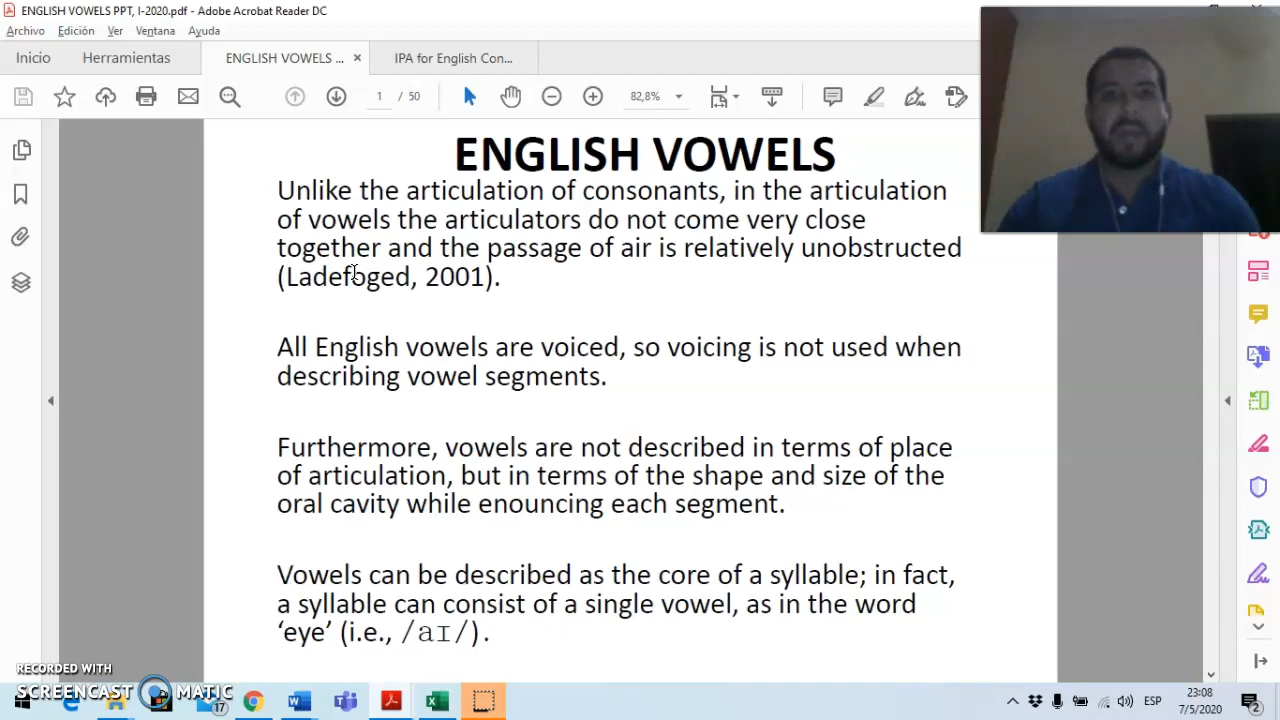 ENGLISH VOWELS PPT, I-2020.pdf - Adobe Acrobat Reader DC
Archivo Edición Ver Ventana Ayuda
Inicio Herramientas ENGLISH VOWELS ... × IPA for English Con...
1 / 50 82,8%
ENGLISH VOWELS
Unlike the articulation of consonants, in the articulation
of vowels the articulators do not come very close
together and the passage of air is relatively unobstructed
(Ladefoged, 2001).
All English vowels are voiced, so voicing is not used when
describing vowel segments.
Furthermore, vowels are not described in terms of place
of articulation, but in terms of the shape and size of the
oral cavity while enouncing each segment.
Vowels can be described as the core of a syllable; in fact,
a syllable can consist of a single vowel, as in the word
‘eye’ (i.e., /aɪ/).
RECORDED WITH
SCREENCAST MATIC
17
ESP
23:08
7/5/2020
2